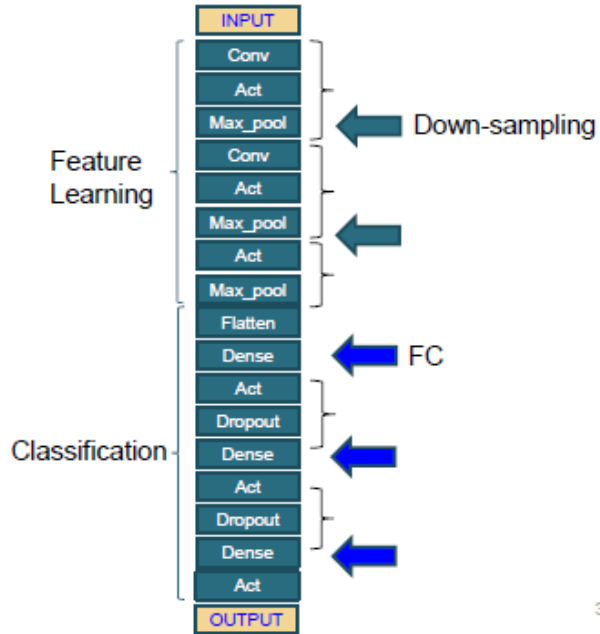 INPUT
Conv
Act
Max_pool
Down-sampling
Conv
Feature
Learning
Act
Max_pool
Act
Max_pool
Flatten
Dense
FC
Act
Dropout
Classification
Dense
Act
Dropout
Dense
Act
OUTPUT
3